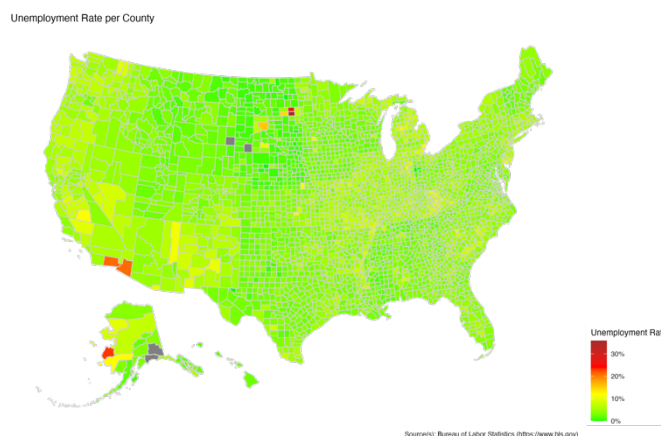 Unemployment Rate per County
Unemployment Rat
30%
20%
10%
0%
Source(s): Bureau of Labor Statistics (https://www.bls.gov)